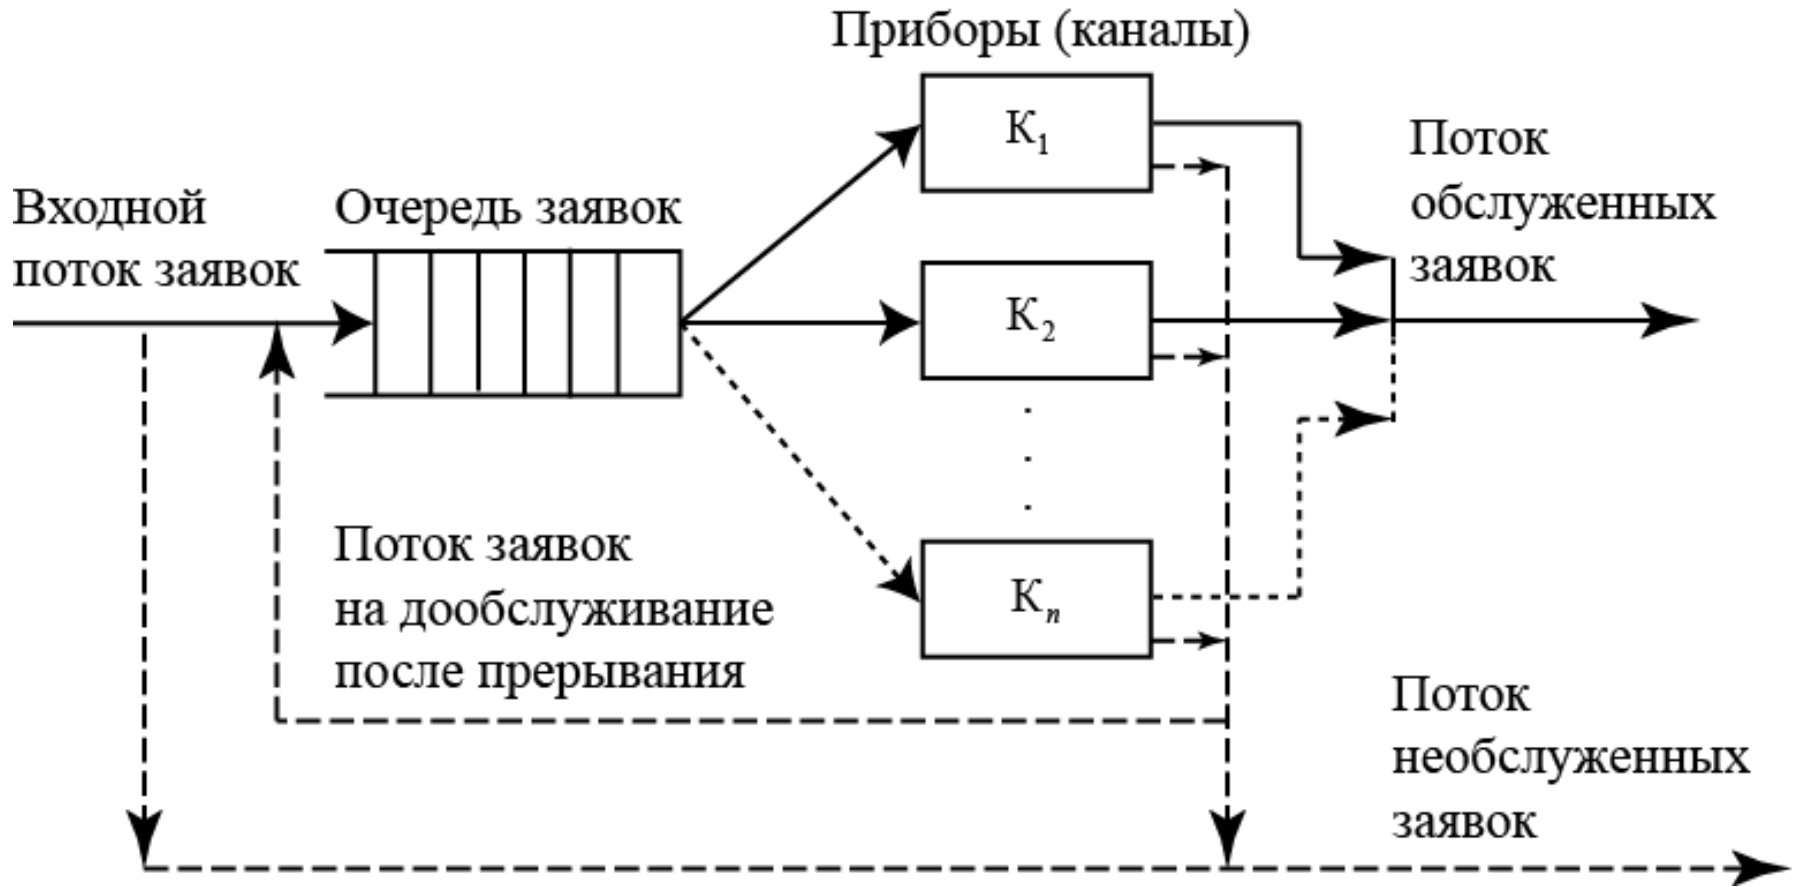 Приборы (каналы)
К1
Поток
обслуженных
заявок
Входной
поток заявок
Очередь заявок
К2
Поток заявок
на дообслуживание
после прерывания
Кn
Поток
необслуженных
заявок